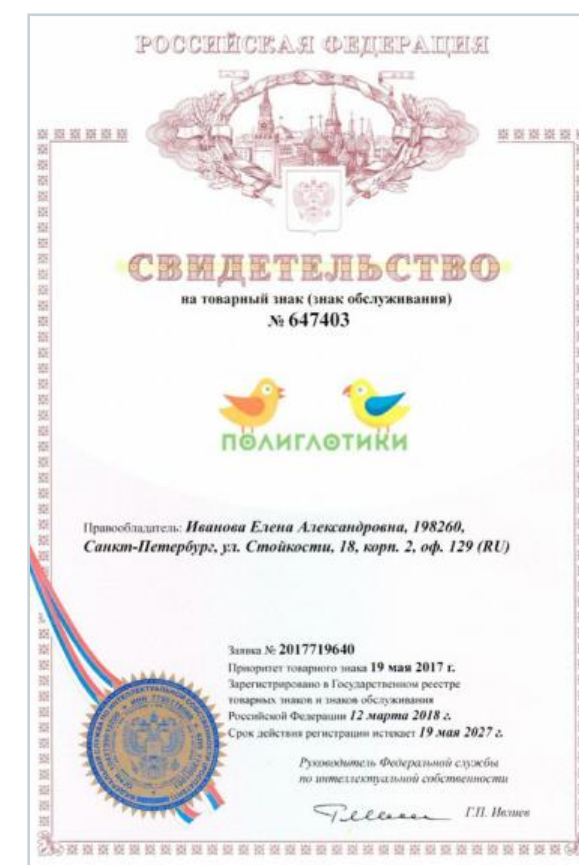 РОССИЙСКАЯ ФЕДЕРАЦИЯ
СВИДЕТЕЛЬСТВО
на товарный знак (знак обслуживания)
№ 647403
ПОЛИГЛОТИКИ
Правообладатель: Иванова Елена Александровна, 198260,
Санкт-Петербург, ул. Стойкости, 18, корп. 2, оф. 129 (RU)
Заявка № 2017719640
Приоритет товарного знака 19 мая 2017 г.
Зарегистрировано в Государственном реестре
товарных знаков и знаков обслуживания
Российской Федерации 12 марта 2018 г.
Срок действия регистрации истекает 19 мая 2027 г.
Руководитель Федеральной службы
по интеллектуальной собственности
Г.П. Ивлиев